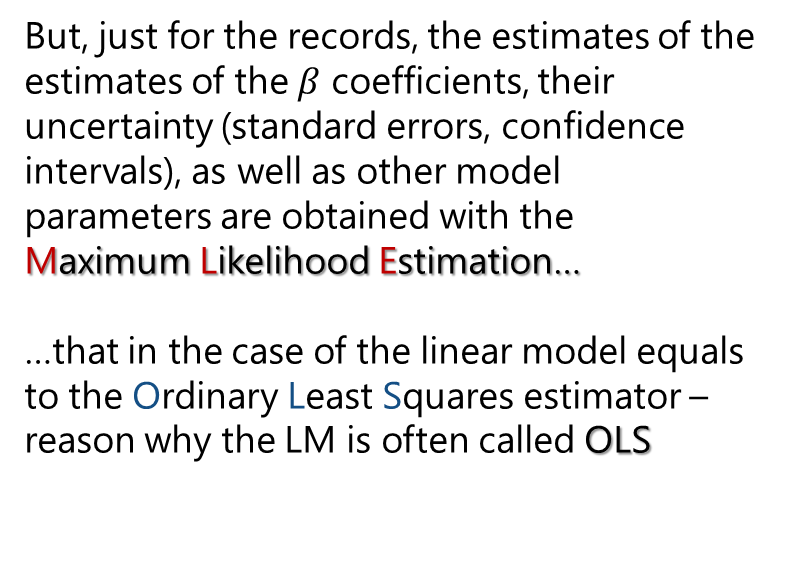 But, just for the records, the estimates of the
estimates of the β coefficients, their
uncertainty (standard errors, confidence
intervals), as well as other model
parameters are obtained with the
Maximum Likelihood Estimation…
…that in the case of the linear model equals
to the Ordinary Least Squares estimator –
reason why the LM is often called OLS